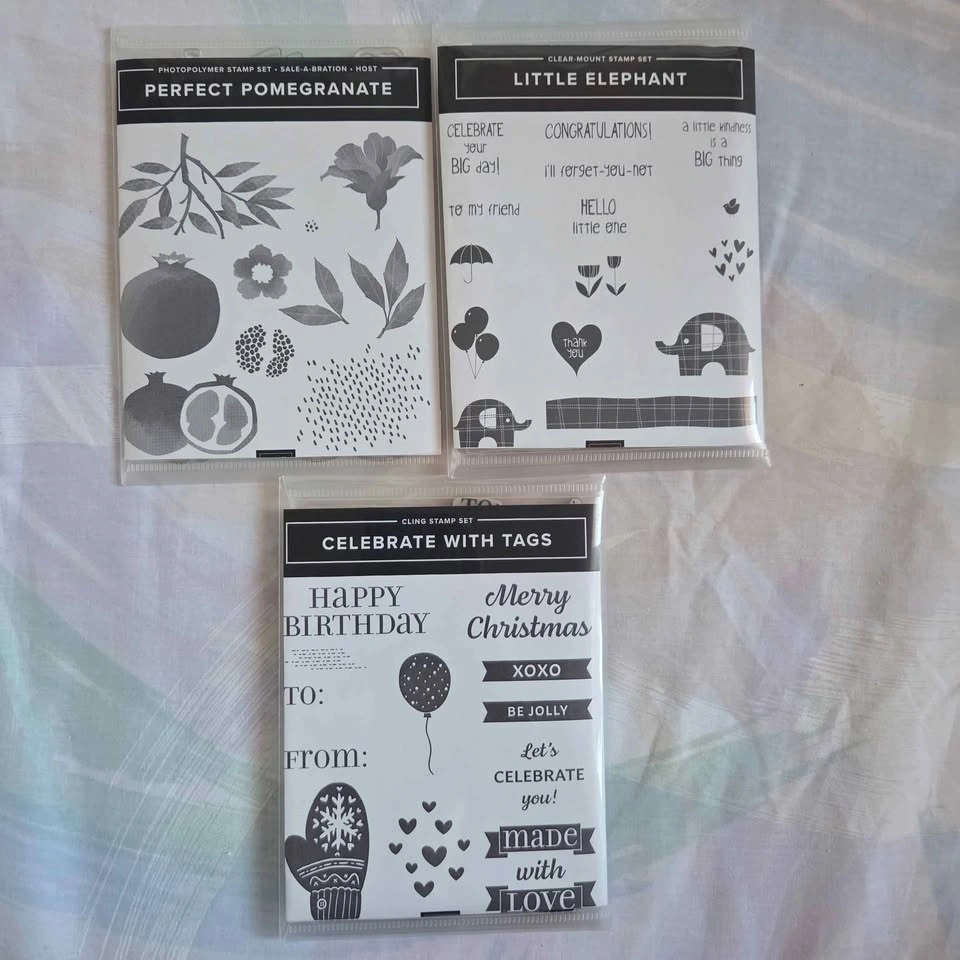 PHOTOPOLYMER STAMP SET • SALE-A-BRATION • HOST
PERFECT POMEGRANATE
CLEAR-MOUNT STAMP SET
LITTLE ELEPHANT
CELEBRATE
your
BIG day!
CONGRATULATIONS!
i'll forget-you-not
a little kindness
is a
BIG thing
to my friend
HELLO
little one
Thank
you
TO
CLING STAMP SET
CELEBRATE WITH TAGS
HAPPY
BIRTHDAY
TO:
From:
Merry
Christmas
XOXO
BE JOLLY
Let's
CELEBRATE
you!
made
with
LOVE